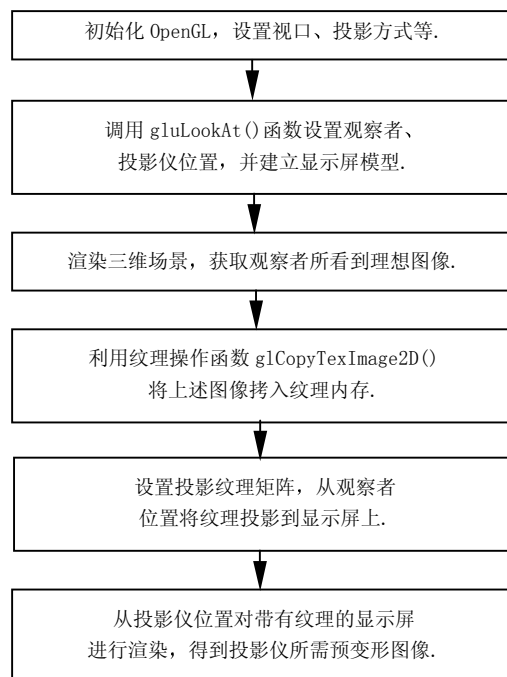 初始化 OpenGL，设置视口、投影方式等.
调用 gluLookAt()函数设置观察者、
投影仪位置，并建立显示屏模型.
渲染三维场景，获取观察者所看到理想图像.
利用纹理操作函数 glCopyTexImage2D()
将上述图像拷入纹理内存.
设置投影纹理矩阵，从观察者
位置将纹理投影到显示屏上.
从投影仪位置对带有纹理的显示屏
进行渲染，得到投影仪所需预变形图像.